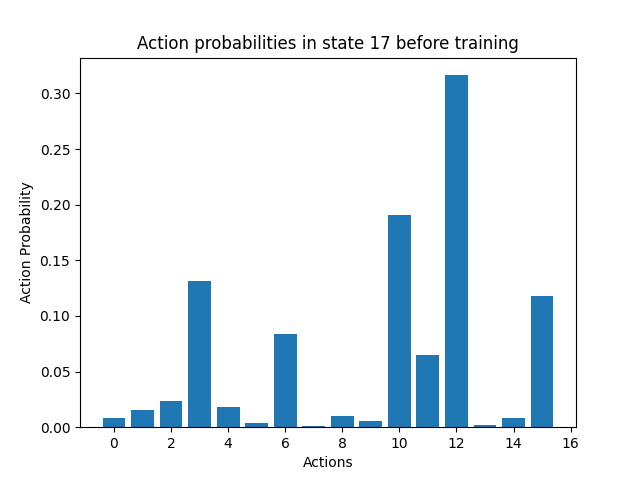 Action probabilities in state 17 before training
0.30
0.25
0.20
0.15
0.10
0.05
0.00
Action Probability
0 2 4 6 8 10 12 14 16
Actions